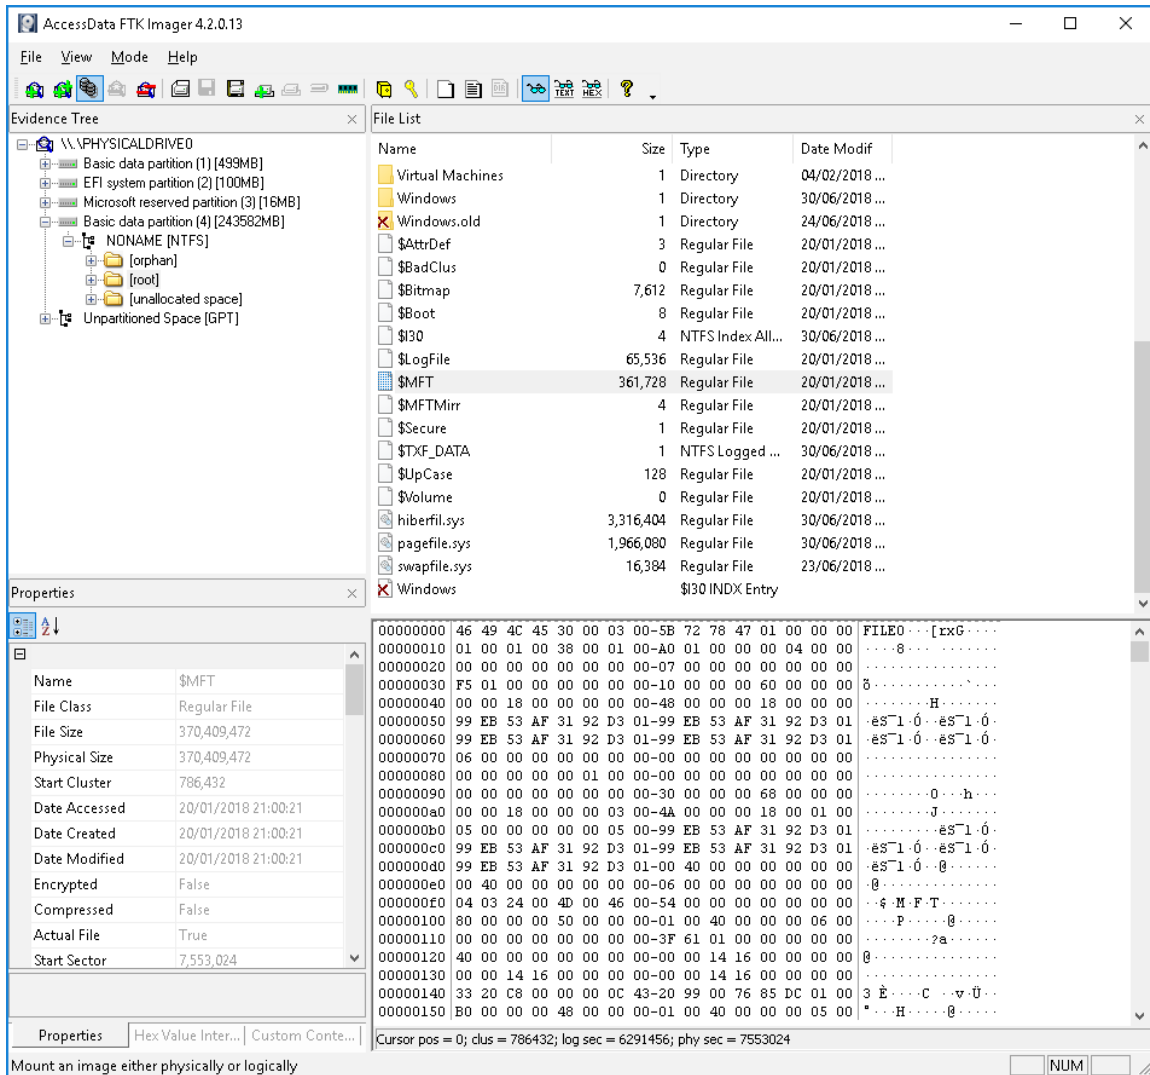 AccessData FTK Imager 4.2.0.13
File View Mode Help
TEXT HEX ?
Evidence Tree
\\.\PHYSICALDRIVE0
Basic data partition (1) [499MB]
EFI system partition (2) [100MB]
Microsoft reserved partition (3) [16MB]
Basic data partition (4) [243582MB]
NONAME [NTFS]
[orphan]
[root]
[unallocated space]
Unpartitioned Space [GPT]
File List
Name Size Type Date Modif
Virtual Machines 1 Directory 04/02/2018 ...
Windows 1 Directory 30/06/2018 ...
Windows.old 1 Directory 24/06/2018 ...
$AttrDef 3 Regular File 20/01/2018 ...
$BadClus 0 Regular File 20/01/2018 ...
$Bitmap 7,612 Regular File 20/01/2018 ...
$Boot 8 Regular File 20/01/2018 ...
$I30 4 NTFS Index All... 30/06/2018 ...
$LogFile 65,536 Regular File 20/01/2018 ...
$MFT 361,728 Regular File 20/01/2018 ...
$MFTMirr 4 Regular File 20/01/2018 ...
$Secure 1 Regular File 20/01/2018 ...
$TXF_DATA 1 NTFS Logged ... 30/06/2018 ...
$UpCase 128 Regular File 20/01/2018 ...
$Volume 0 Regular File 20/01/2018 ...
hiberfil.sys 3,316,404 Regular File 30/06/2018 ...
pagefile.sys 1,966,080 Regular File 30/06/2018 ...
swapfile.sys 16,384 Regular File 23/06/2018 ...
Windows $I30 INDX Entry
Properties
Name $MFT
File Class Regular File
File Size 370,409,472
Physical Size 370,409,472
Start Cluster 786,432
Date Accessed 20/01/2018 21:00:21
Date Created 20/01/2018 21:00:21
Date Modified 20/01/2018 21:00:21
Encrypted False
Compressed False
Actual File True
Start Sector 7,553,024
Properties Hex Value Inter... Custom Conte...
00000000 46 49 4C 45 30 00 03 00-5B 72 78 47 01 00 00 00 FILE0···[rxG····
00000010 01 00 01 00 38 00 01 00-A0 01 00 00 00 04 00 00 ····8··· ·······
00000020 00 00 00 00 00 00 00 00-07 00 00 00 00 00 00 00 ················
00000030 F5 01 00 00 00 00 00 00-10 00 00 00 60 00 00 00 õ···········`···
00000040 00 00 18 00 00 00 00 00-48 00 00 00 18 00 00 00 ········H·······
00000050 99 EB 53 AF 31 92 D3 01-99 EB 53 AF 31 92 D3 01 ·ëS¯1·Ó··ëS¯1·Ó·
00000060 99 EB 53 AF 31 92 D3 01-99 EB 53 AF 31 92 D3 01 ·ëS¯1·Ó··ëS¯1·Ó·
00000070 06 00 00 00 00 00 00 00-00 00 00 00 00 00 00 00 ················
00000080 00 00 00 00 00 01 00 00-00 00 00 00 00 00 00 00 ················
00000090 00 00 00 00 00 00 00 00-30 00 00 00 68 00 00 00 ········0···h···
000000a0 00 00 18 00 00 00 03 00-4A 00 00 00 18 00 01 00 ········J·······
000000b0 05 00 00 00 00 00 05 00-99 EB 53 AF 31 92 D3 01 ·········ëS¯1·Ó·
000000c0 99 EB 53 AF 31 92 D3 01-99 EB 53 AF 31 92 D3 01 ·ëS¯1·Ó··ëS¯1·Ó·
000000d0 99 EB 53 AF 31 92 D3 01-00 40 00 00 00 00 00 00 ·ëS¯1·Ó··@······
000000e0 00 40 00 00 00 00 00 00-06 00 00 00 00 00 00 00 ·@··············
000000f0 04 03 24 00 4D 00 46 00-54 00 00 00 00 00 00 00 ··$·M·F·T·······
00000100 80 00 00 00 50 00 00 00-01 00 40 00 00 00 06 00 ····P·····@·····
00000110 00 00 00 00 00 00 00 00-3F 61 01 00 00 00 00 00 ········?a······
00000120 40 00 00 00 00 00 00 00-00 00 14 16 00 00 00 00 @···············
00000130 00 00 14 16 00 00 00 00-00 00 14 16 00 00 00 00 ················
00000140 33 20 C8 00 00 00 0C 43-20 99 00 76 85 DC 01 00 3 È····C ··v·Ü··
00000150 B0 00 00 00 48 00 00 00-01 00 40 00 00 00 05 00 °···H·····@·····
Cursor pos = 0; clus = 786432; log sec = 6291456; phy sec = 7553024
Mount an image either physically or logically NUM